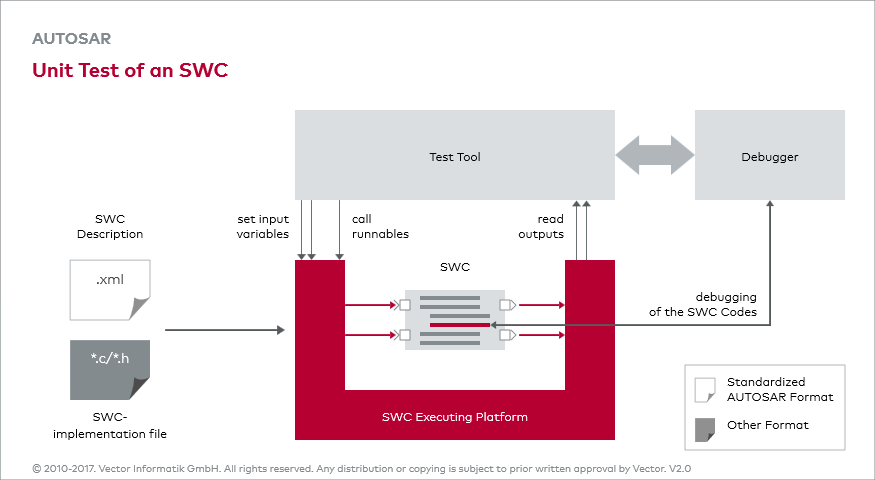 AUTOSAR
Unit Test of an SWC
Test Tool
Debugger
SWC
Description
set input
variables
call
runnables
read
outputs
.xml
SWC
debugging
of the SWC Codes
*.c/*.h
SWC-
implementation file
SWC Executing Platform
Standardized
AUTOSAR Format
Other Format
© 2010-2017. Vector Informatik GmbH. All rights reserved. Any distribution or copying is subject to prior written approval by Vector. V2.0